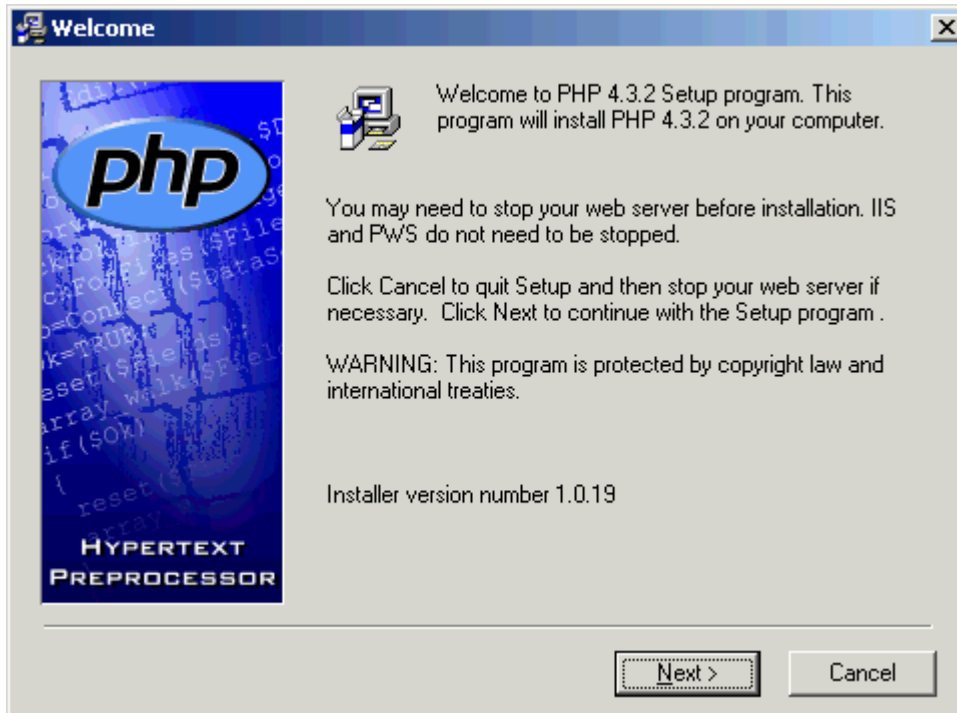 Welcome
php
Welcome to PHP 4.3.2 Setup program. This
program will install PHP 4.3.2 on your computer.
You may need to stop your web server before installation. IIS
and PWS do not need to be stopped.
Click Cancel to quit Setup and then stop your web server if
necessary.  Click Next to continue with the Setup program .
WARNING: This program is protected by copyright law and
international treaties.
Installer version number 1.0.19
HYPERTEXT
PREPROCESSOR
Next >
Cancel